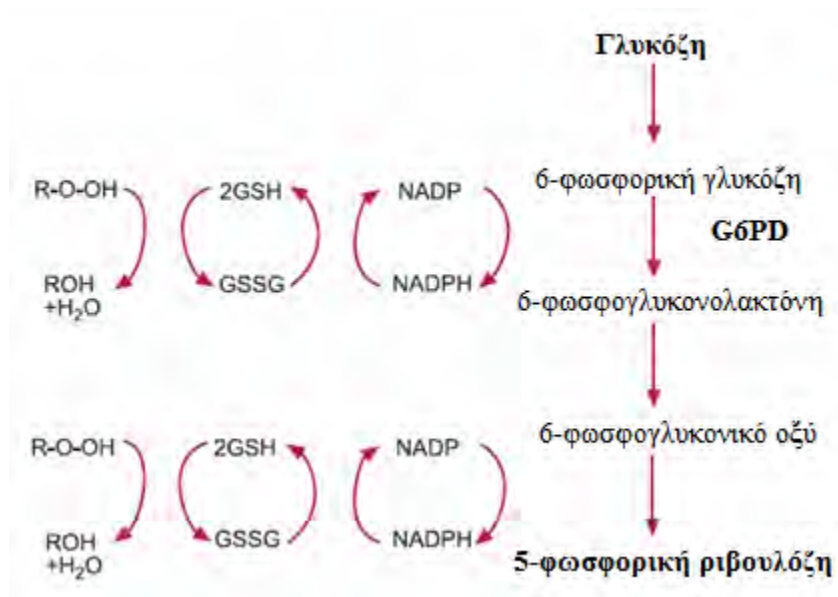 Γλυκόζη
R-O-OH 2GSH NADP 6-φωσφορική γλυκόζη
G6PD
ROH GSSG NADPH
+H₂O
6-φωσφογλυκονολακτόνη
R-O-OH 2GSH NADP 6-φωσφογλυκονικό οξύ
ROH GSSG NADPH
+H₂O
5-φωσφορική ριβουλόζη